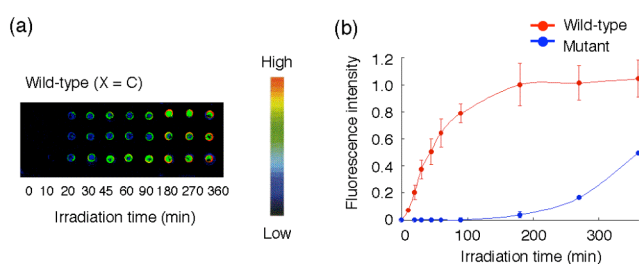 (a)
Wild-type (X = C)
0 10 20 30 45 60 90 180 270 360
Irradiation time (min)
High
Low
(b)
Wild-type
Mutant
Fluorescence intensity
1.2
1.0
0.8
0.6
0.4
0.2
0
0 100 200 300
Irradiation time (min)